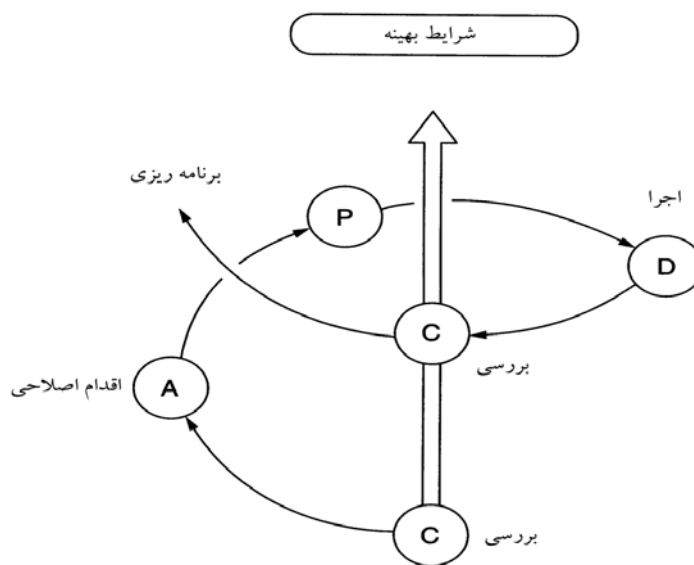 شرایط بهینه
برنامه ریزی
اجرا
P
D
C
بررسی
اقدام اصلاحی
A
C
بررسی